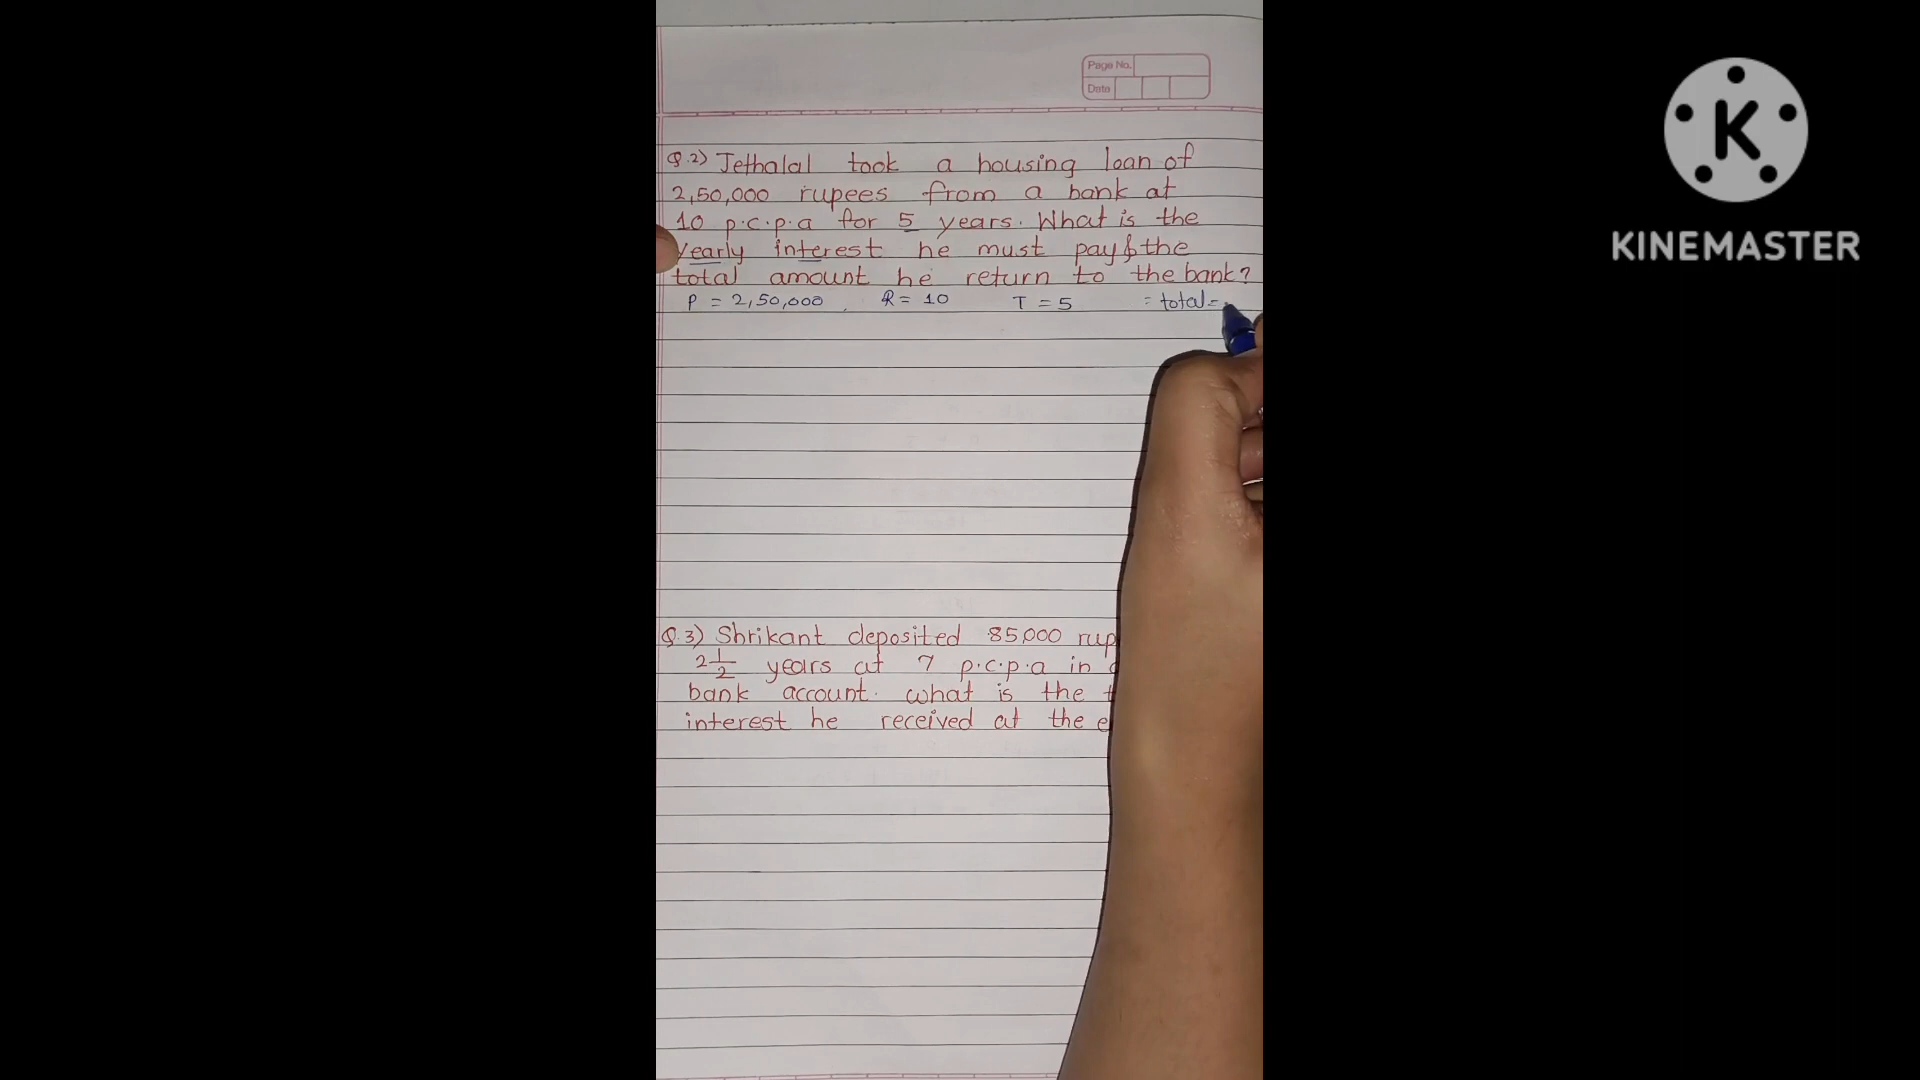 Page No.
Date
Q.2) Jethalal took a housing loan of
2,50,000 rupees from a bank at
10 p.c.p.a for 5 years. What is the
yearly interest he must pay & the
total amount he return to the bank?
P = 2,50,000 R = 10 T = 5 = total =
Q.3) Shrikant deposited 85,000 rup
2 1/2 years at 7 p.c.p.a in
bank account. what is the
interest he received at the
K
KINEMASTER